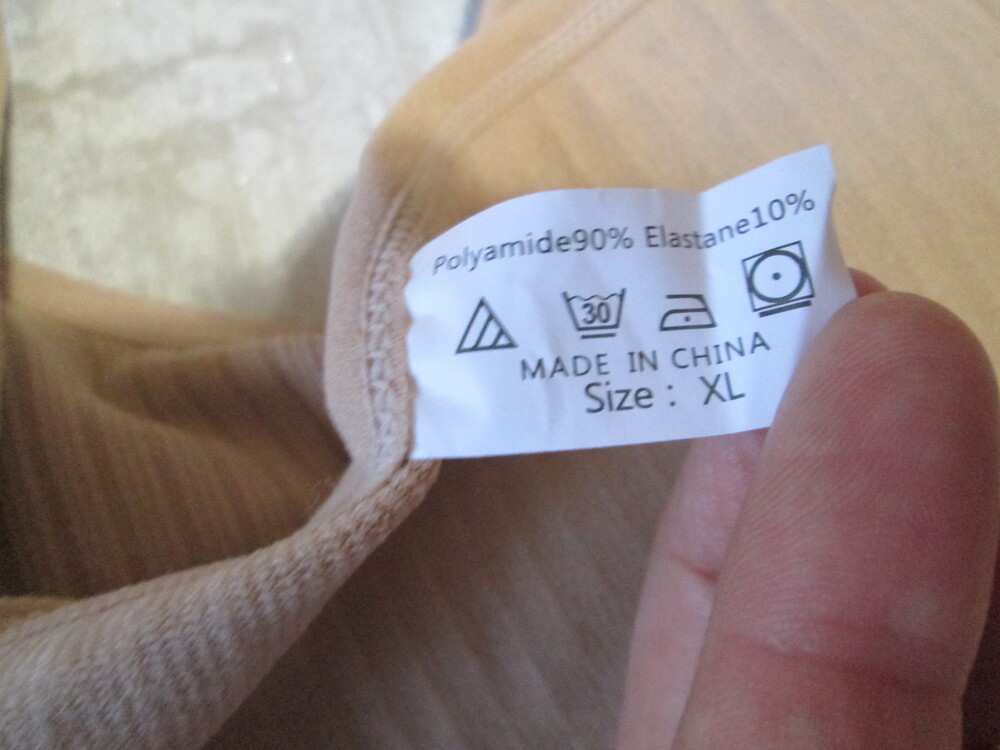 Polyamide90% Elastane10%
30
MADE IN CHINA
Size : XL